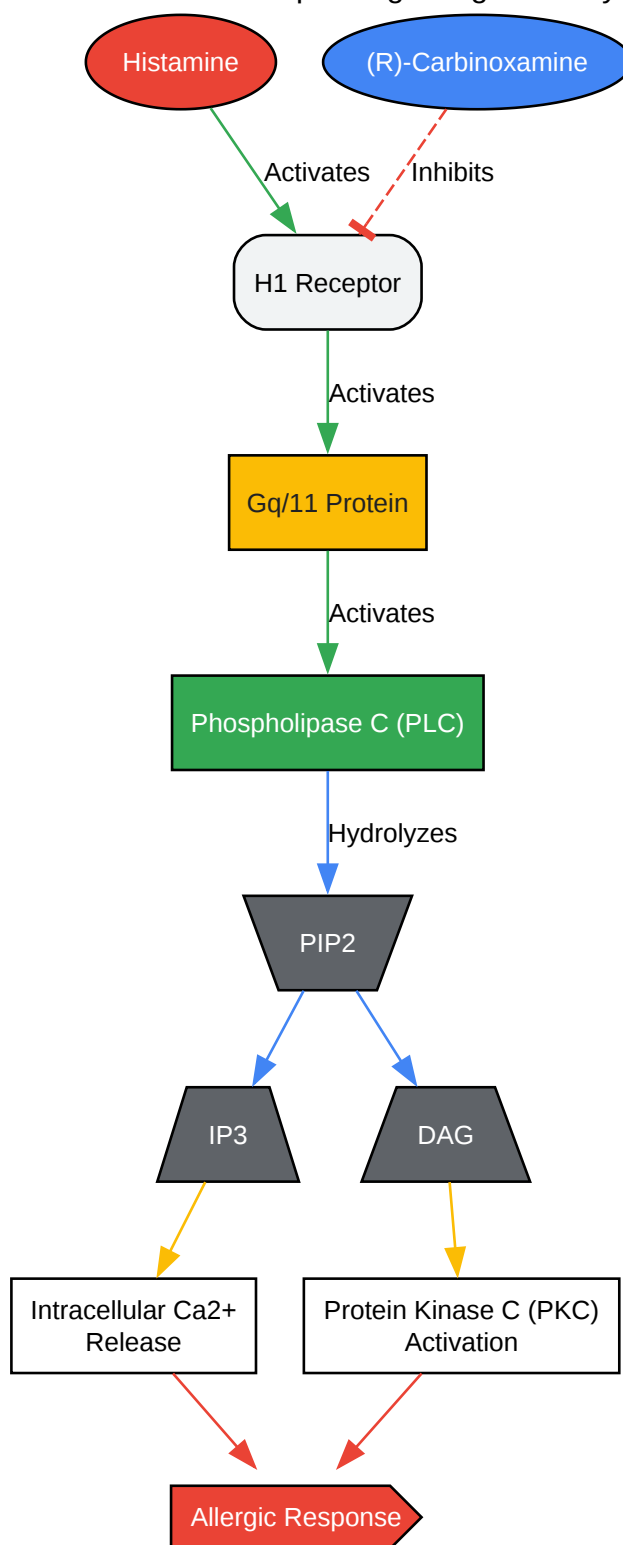 Histamine
(R)-Carbinoxamine
Activates
Inhibits
H1 Receptor
Activates
Gq/11 Protein
Activates
Phospholipase C (PLC)
Hydrolyzes
PIP2
IP3
DAG
Intracellular Ca2+
Release
Protein Kinase C (PKC)
Activation
Allergic Response